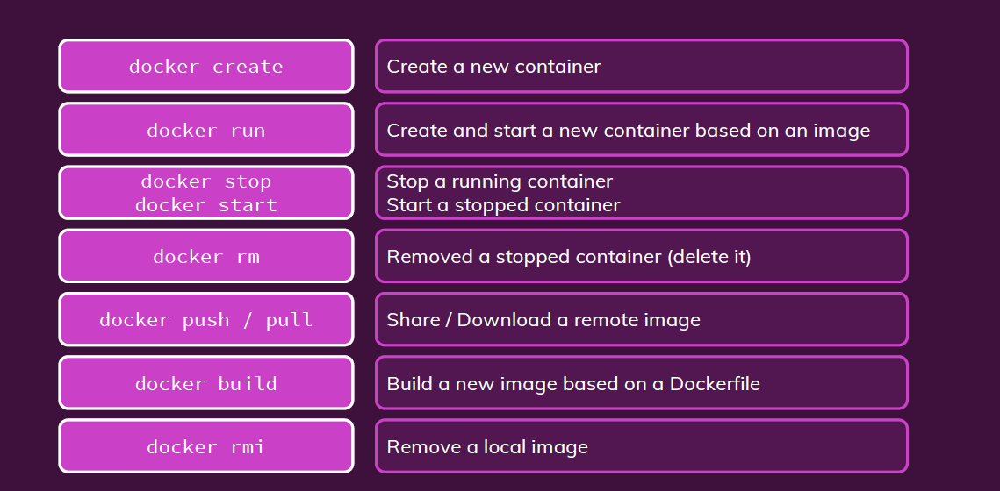 docker create
Create a new container
docker run
Create and start a new container based on an image
docker stop
docker start
Stop a running container
Start a stopped container
docker rm
Removed a stopped container (delete it)
docker push / pull
Share / Download a remote image
docker build
Build a new image based on a Dockerfile
docker rmi
Remove a local image